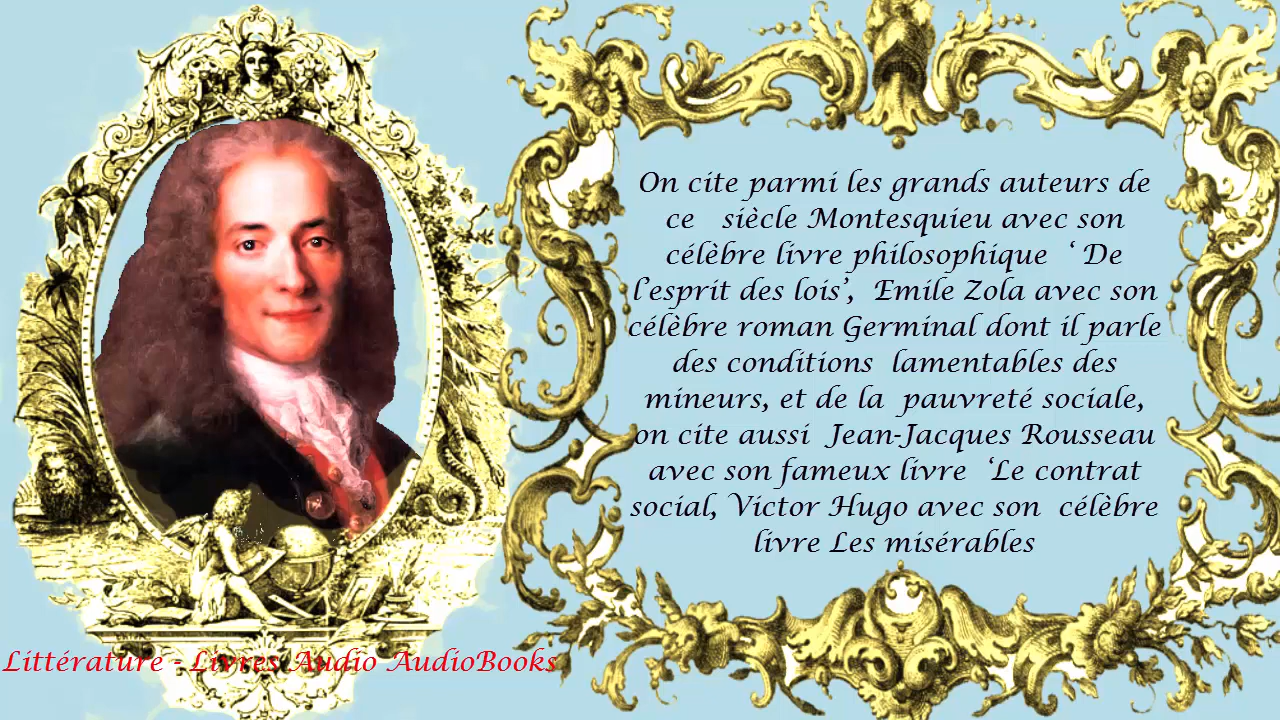 On cite parmi les grands auteurs de
ce siècle Montesquieu avec son
célèbre livre philosophique ‘ De
l’esprit des lois’, Emile Zola avec son
célèbre roman Germinal dont il parle
des conditions lamentables des
mineurs, et de la pauvreté sociale,
on cite aussi Jean-Jacques Rousseau
avec son fameux livre ‘Le contrat
social, Victor Hugo avec son célèbre
livre Les misérables
Littérature - Livres Audio AudioBooks